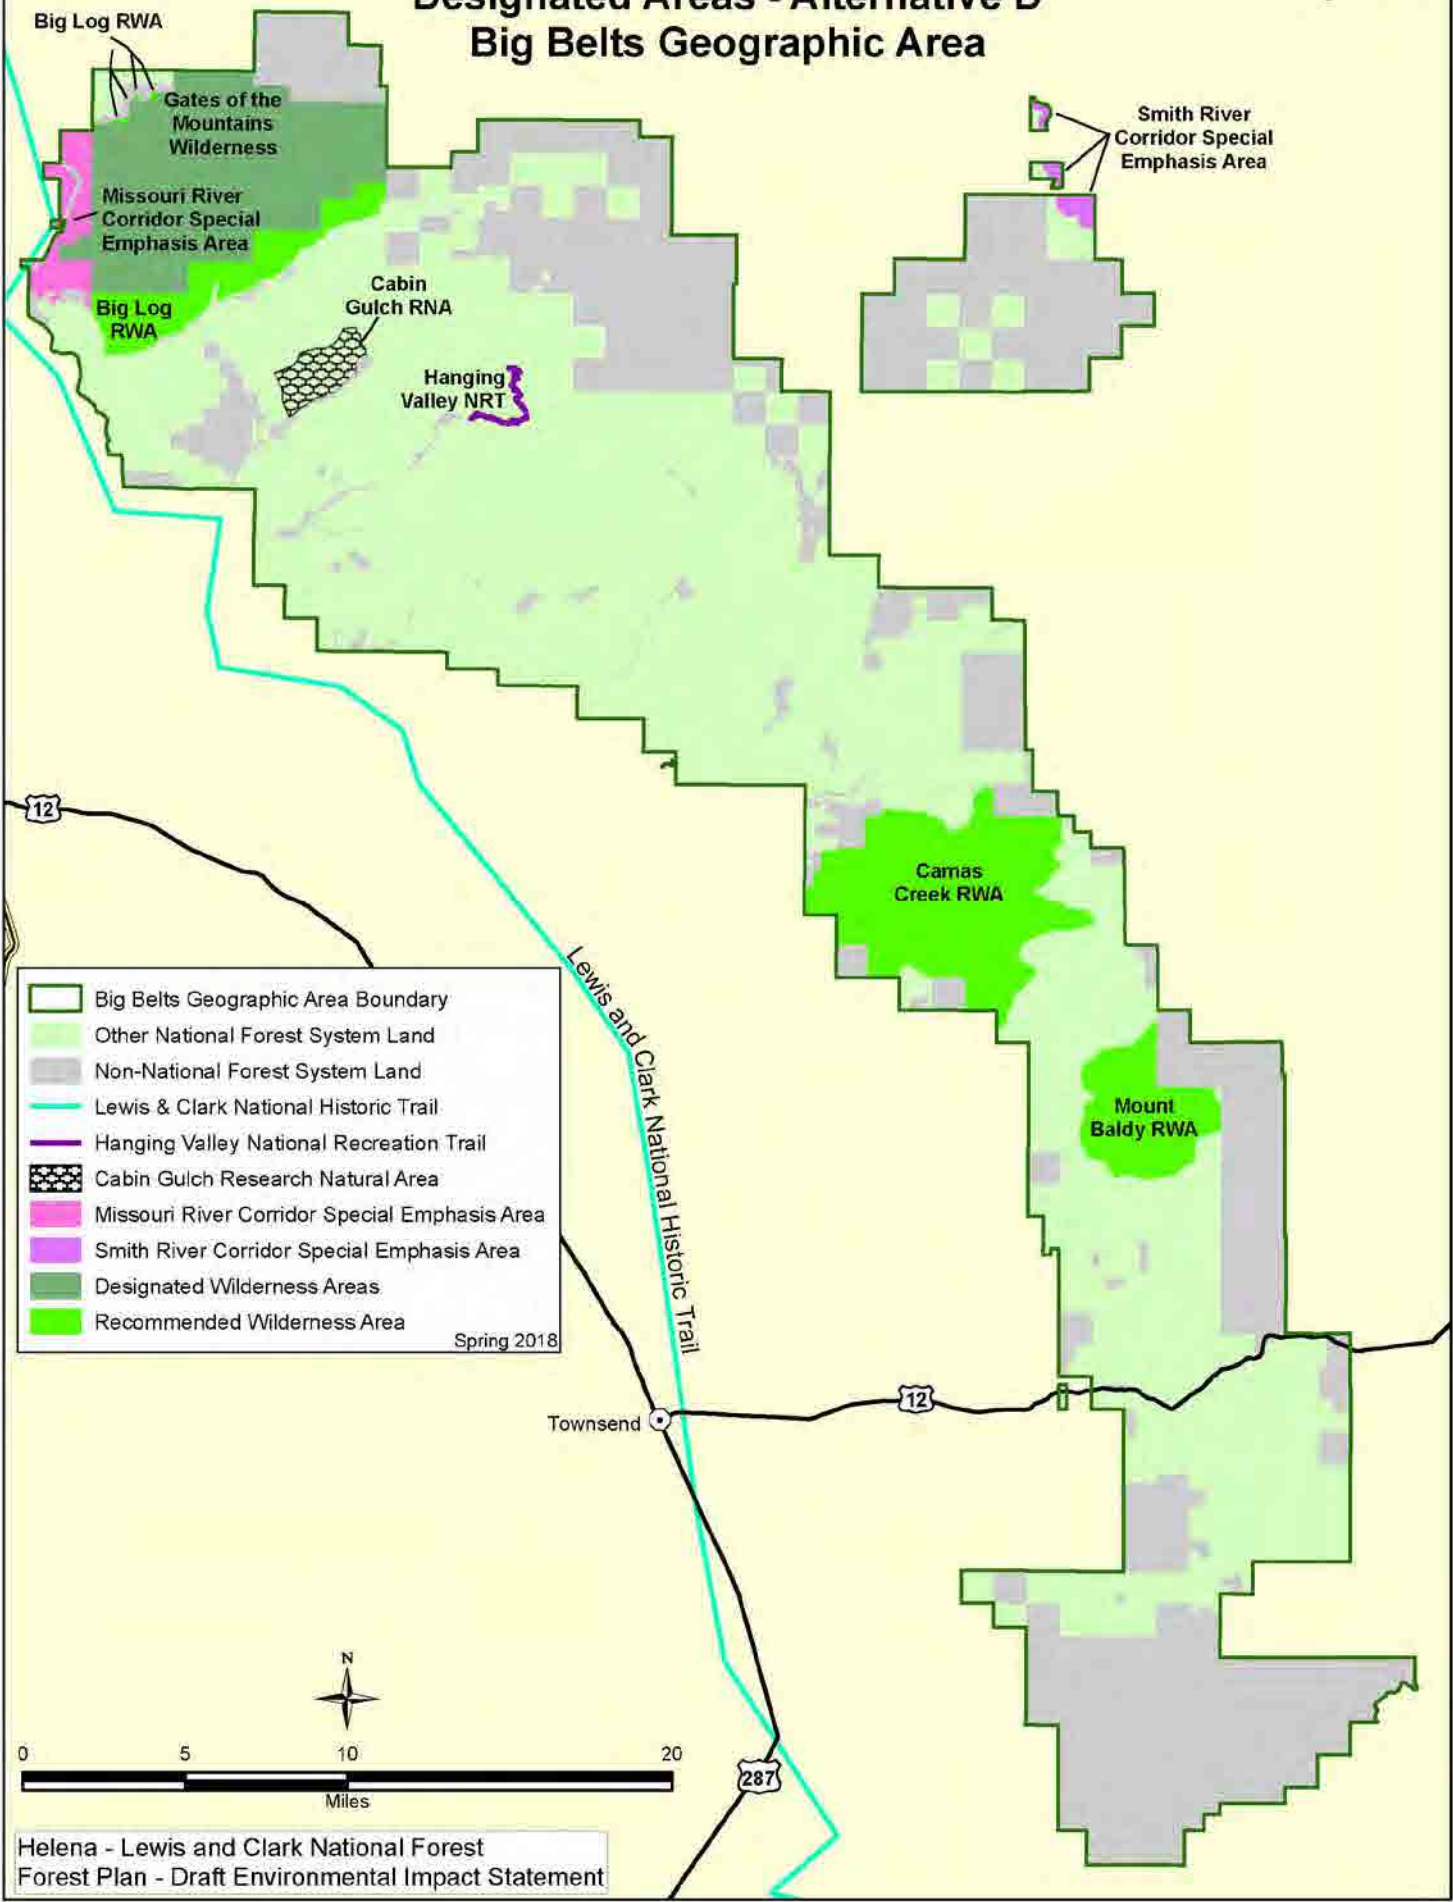 Designated Areas - Alternative D
Big Belts Geographic Area
Big Log RWA
Gates of the
Mountains
Wilderness
Smith River
Corridor Special
Emphasis Area
Missouri River
Corridor Special
Emphasis Area
Big Log
RWA
Cabin
Gulch RNA
Hanging
Valley NRT
12
Camas
Creek RWA
Lewis and Clark National Historic Trail
Mount
Baldy RWA
Big Belts Geographic Area Boundary
Other National Forest System Land
Non-National Forest System Land
Lewis & Clark National Historic Trail
Hanging Valley National Recreation Trail
Cabin Gulch Research Natural Area
Missouri River Corridor Special Emphasis Area
Smith River Corridor Special Emphasis Area
Designated Wilderness Areas
Recommended Wilderness Area
Spring 2018
12
Townsend
N
0 5 10 20
Miles
287
Helena - Lewis and Clark National Forest
Forest Plan - Draft Environmental Impact Statement